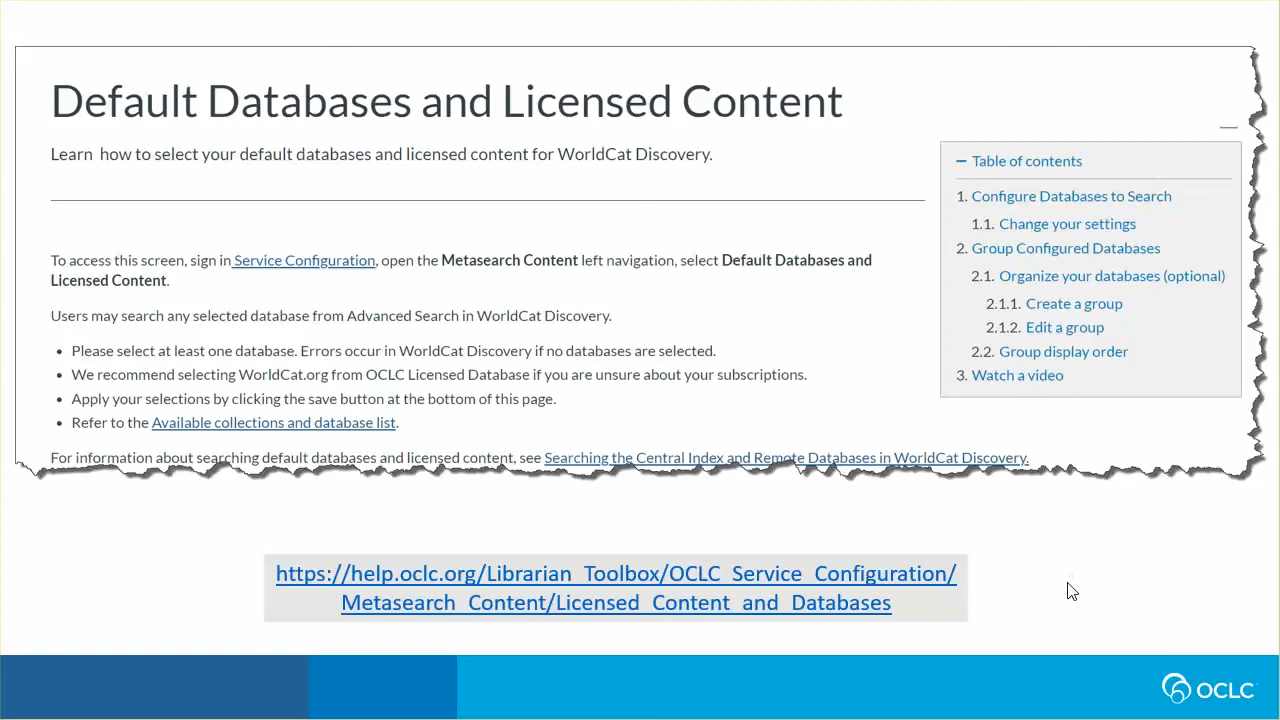 Default Databases and Licensed Content
Learn how to select your default databases and licensed content for WorldCat Discovery.
− Table of contents
1. Configure Databases to Search
1.1. Change your settings
2. Group Configured Databases
2.1. Organize your databases (optional)
2.1.1. Create a group
2.1.2. Edit a group
2.2. Group display order
3. Watch a video
To access this screen, sign in Service Configuration, open the Metasearch Content left navigation, select Default Databases and
Licensed Content.
Users may search any selected database from Advanced Search in WorldCat Discovery.
• Please select at least one database. Errors occur in WorldCat Discovery if no databases are selected.
• We recommend selecting WorldCat.org from OCLC Licensed Database if you are unsure about your subscriptions.
• Apply your selections by clicking the save button at the bottom of this page.
• Refer to the Available collections and database list.
For information about searching default databases and licensed content, see Searching the Central Index and Remote Databases in WorldCat Discovery.
https://help.oclc.org/Librarian_Toolbox/OCLC_Service_Configuration/
Metasearch_Content/Licensed_Content_and_Databases
OCLC